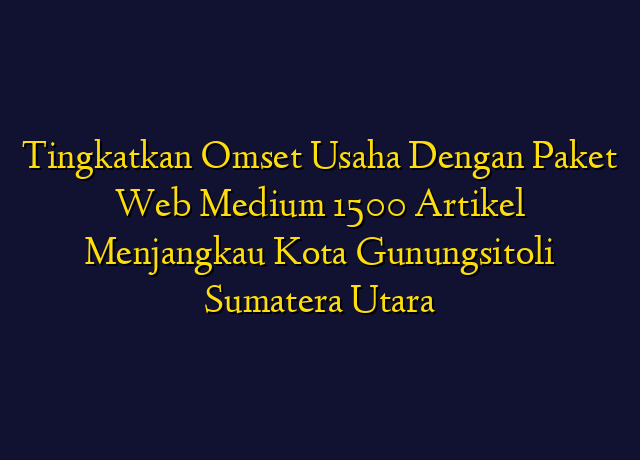 Tingkatkan Omset Usaha Dengan Paket
Web Medium 1500 Artikel
Menjangkau Kota Gunungsitoli
Sumatera Utara